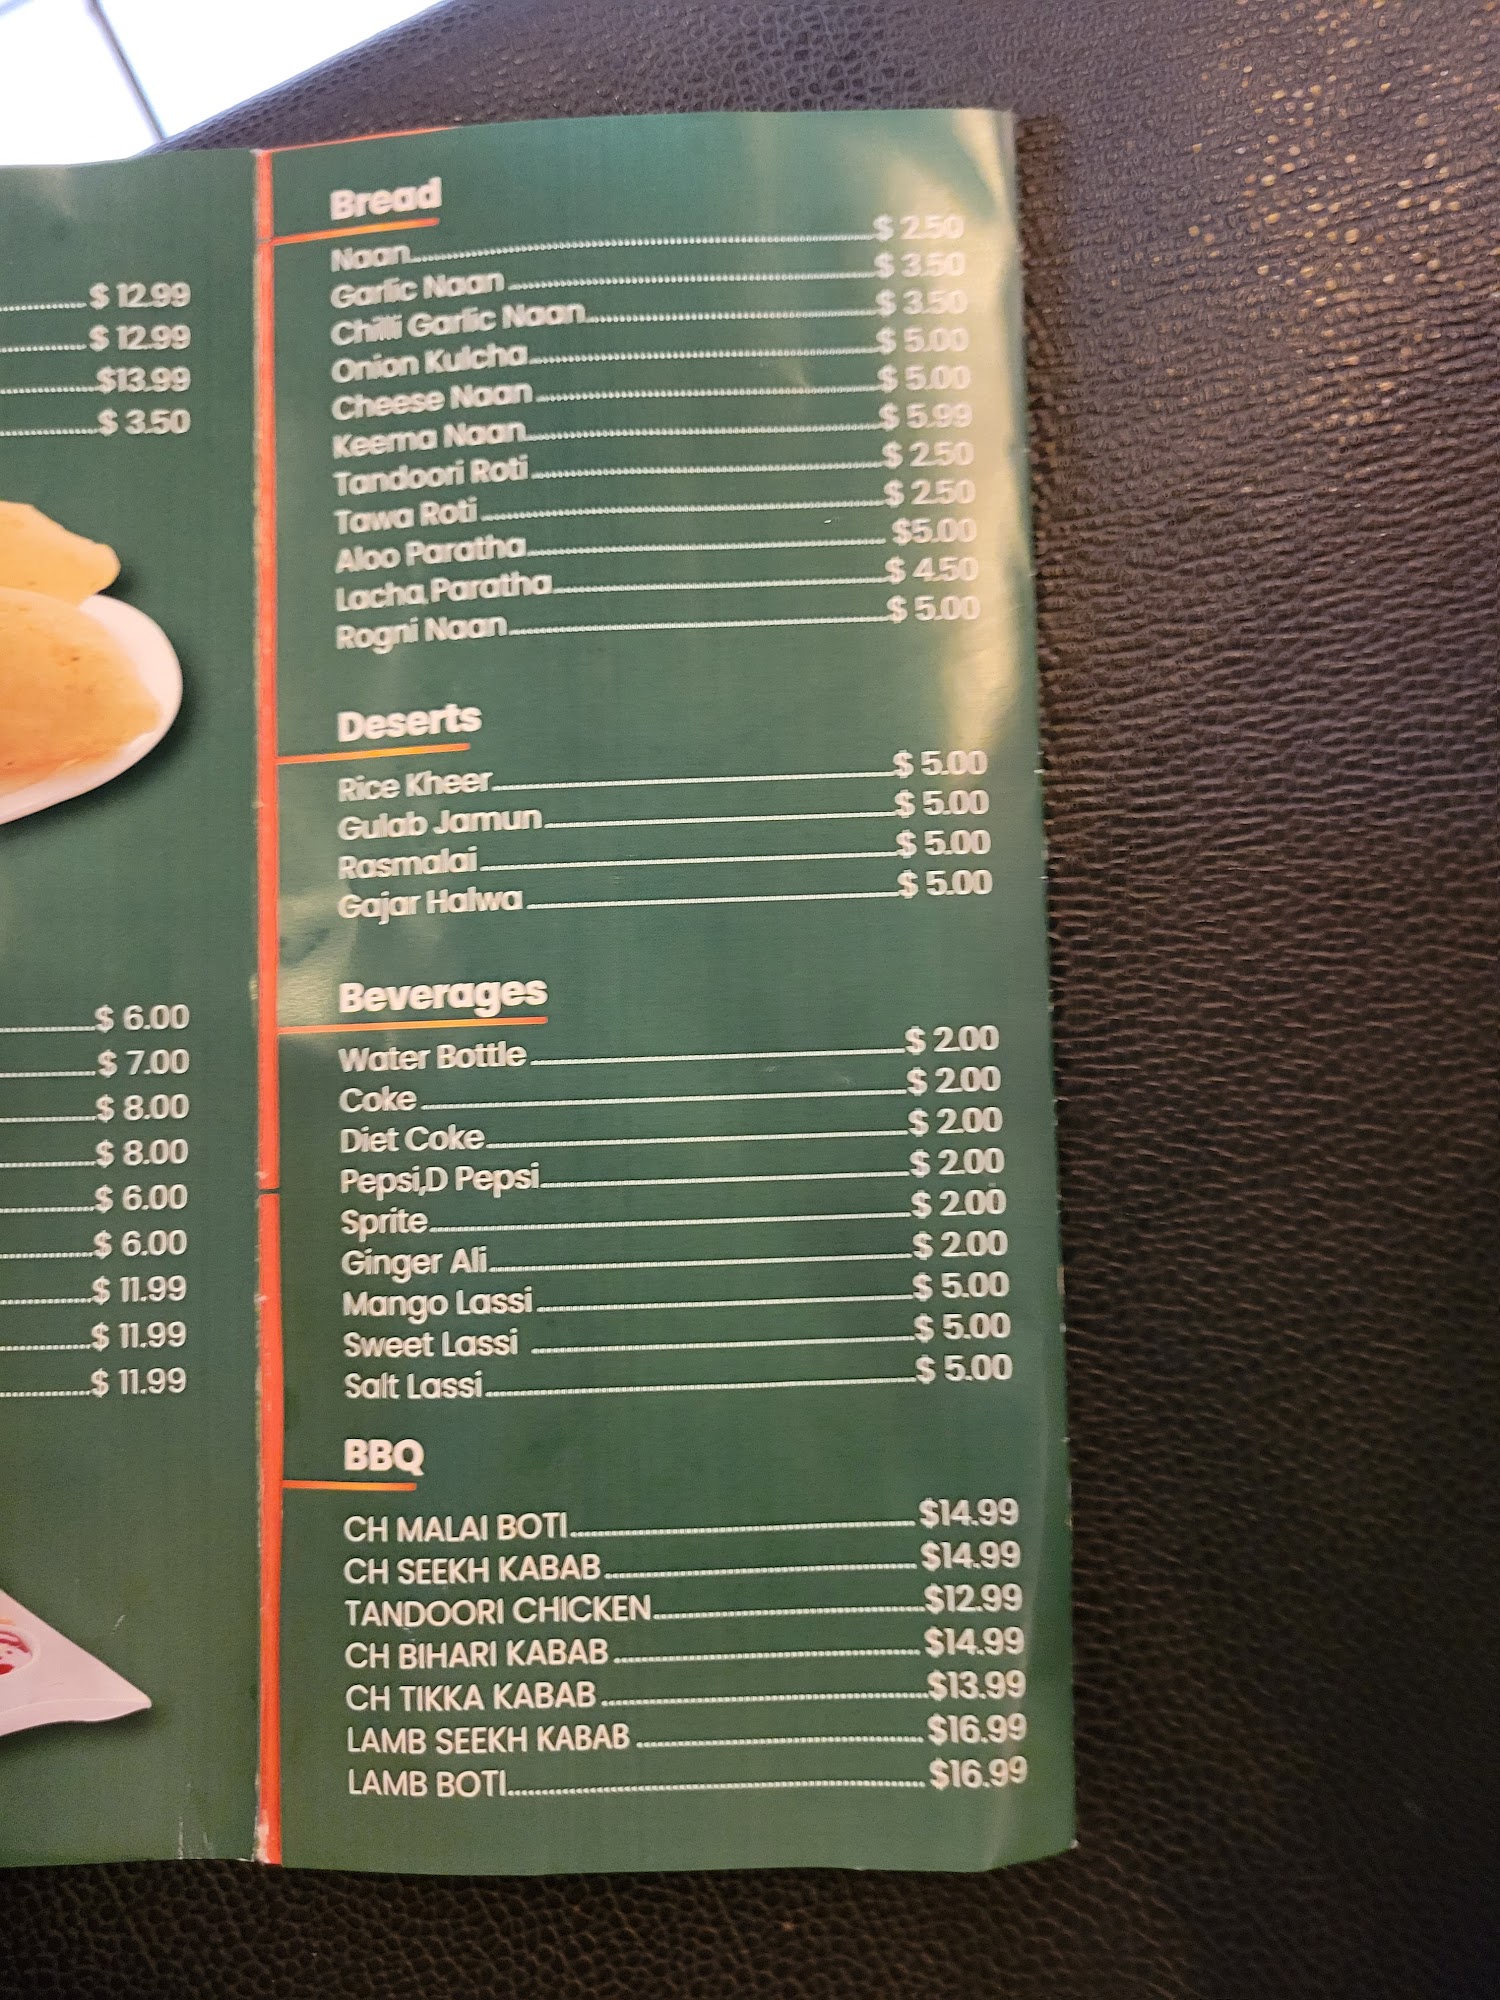 $ 12.99
$ 12.99
$13.99
$ 3.50
$ 6.00
$ 7.00
$ 8.00
$ 8.00
$ 6.00
$ 6.00
$ 11.99
$ 11.99
$ 11.99
Bread
Naan $ 2.50
Garlic Naan $ 3.50
Chilli Garlic Naan $ 3.50
Onion Kulcha $ 5.00
Cheese Naan $ 5.00
Keema Naan $ 5.99
Tandoori Roti $ 2.50
Tawa Roti $ 2.50
Aloo Paratha $5.00
Lacha Paratha $ 4.50
Rogni Naan $ 5.00
Deserts
Rice Kheer $ 5.00
Gulab Jamun $ 5.00
Rasmalai $ 5.00
Gajar Halwa $ 5.00
Beverages
Water Bottle $ 2.00
Coke $ 2.00
Diet Coke $ 2.00
Pepsi,D Pepsi $ 2.00
Sprite $ 2.00
Ginger Ali $ 2.00
Mango Lassi $ 5.00
Sweet Lassi $ 5.00
Salt Lassi $ 5.00
BBQ
CH MALAI BOTI $14.99
CH SEEKH KABAB $14.99
TANDOORI CHICKEN $12.99
CH BIHARI KABAB $14.99
CH TIKKA KABAB $13.99
LAMB SEEKH KABAB $16.99
LAMB BOTI $16.99